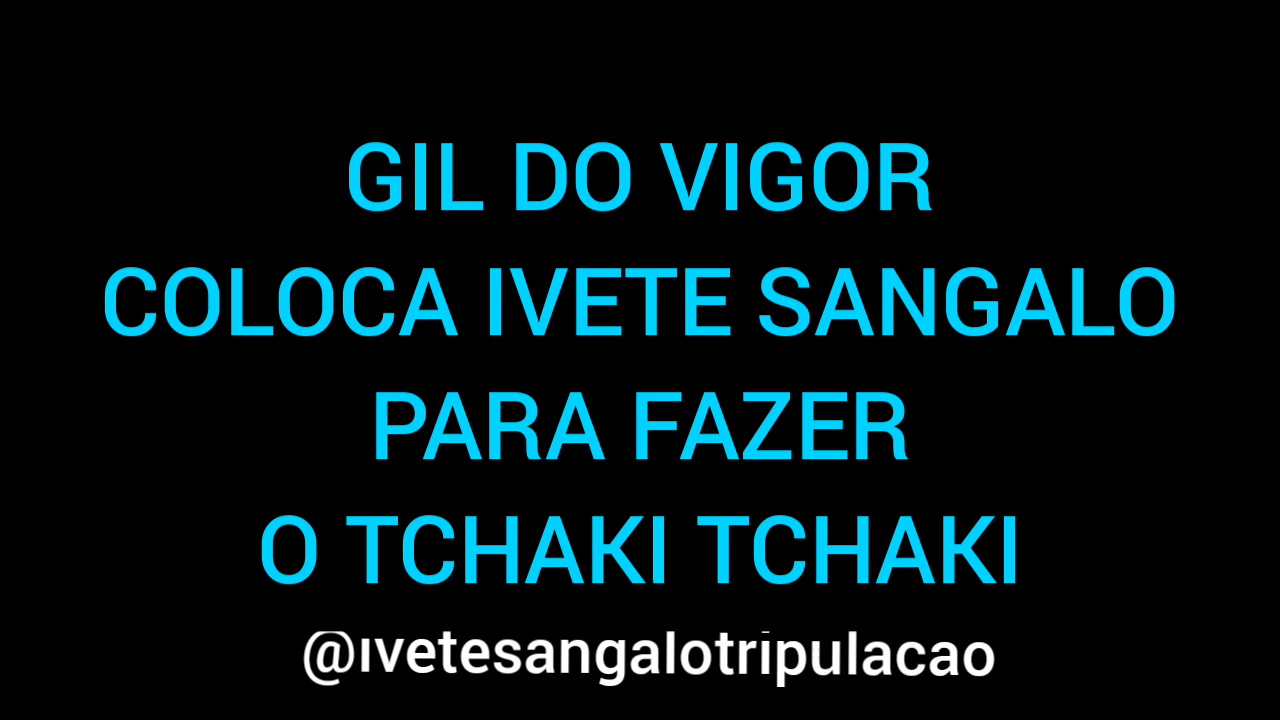 GIL DO VIGOR
COLOCA IVETE SANGALO
PARA FAZER
O TCHAKI TCHAKI
@ivetesangalotripulacao